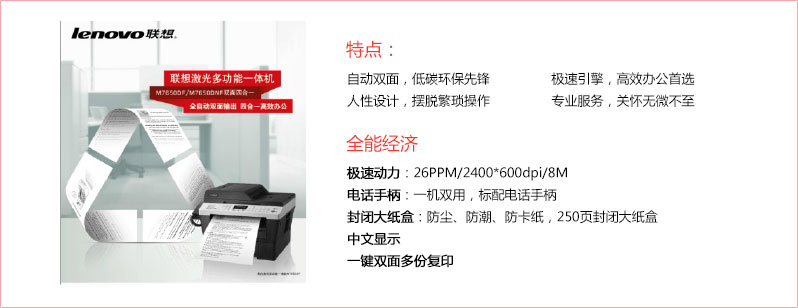 lenovo联想
联想激光多功能一体机
M7650DF/M7650DNF双面四合一
全自动双面输出 四合一高效办公
特点：
自动双面，低碳环保先锋
极速引擎，高效办公首选
人性设计，摆脱繁琐操作
专业服务，关怀无微不至
全能经济
极速动力：26PPM/2400*600dpi/8M
电话手柄：一机双用，标配电话手柄
封闭大纸盒：防尘、防潮、防卡纸，250页封闭大纸盒
中文显示
一键双面多份复印